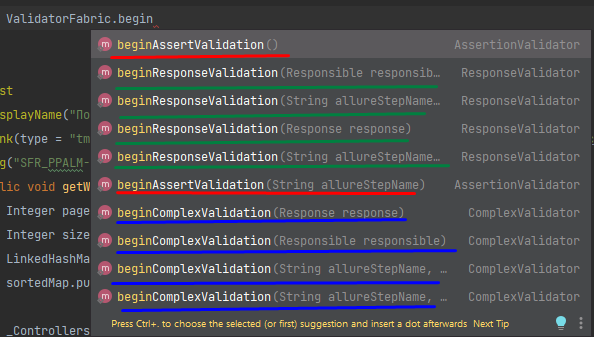 ValidatorFabric.begin
beginAssertValidation() AssertionValidator
st beginResponseValidation(Responsible responsib… ResponseValidator
splayName("По beginResponseValidation(String allureStepName… ResponseValidator
nk(type = "tm beginResponseValidation(Response response) ResponseValidator
g("SFR_PPALM- beginResponseValidation(String allureStepName… ResponseValidator
lic void getW beginAssertValidation(String allureStepName) AssertionValidator
Integer page beginComplexValidation(Response response) ComplexValidator
Integer size beginComplexValidation(Responsible responsible) ComplexValidator
LinkedHashMa beginComplexValidation(String allureStepName, … ComplexValidator
sortedMap.pu beginComplexValidation(String allureStepName, … ComplexValidator
Press Ctrl+. to choose the selected (or first) suggestion and insert a dot afterwards Next Tip
_Controllers